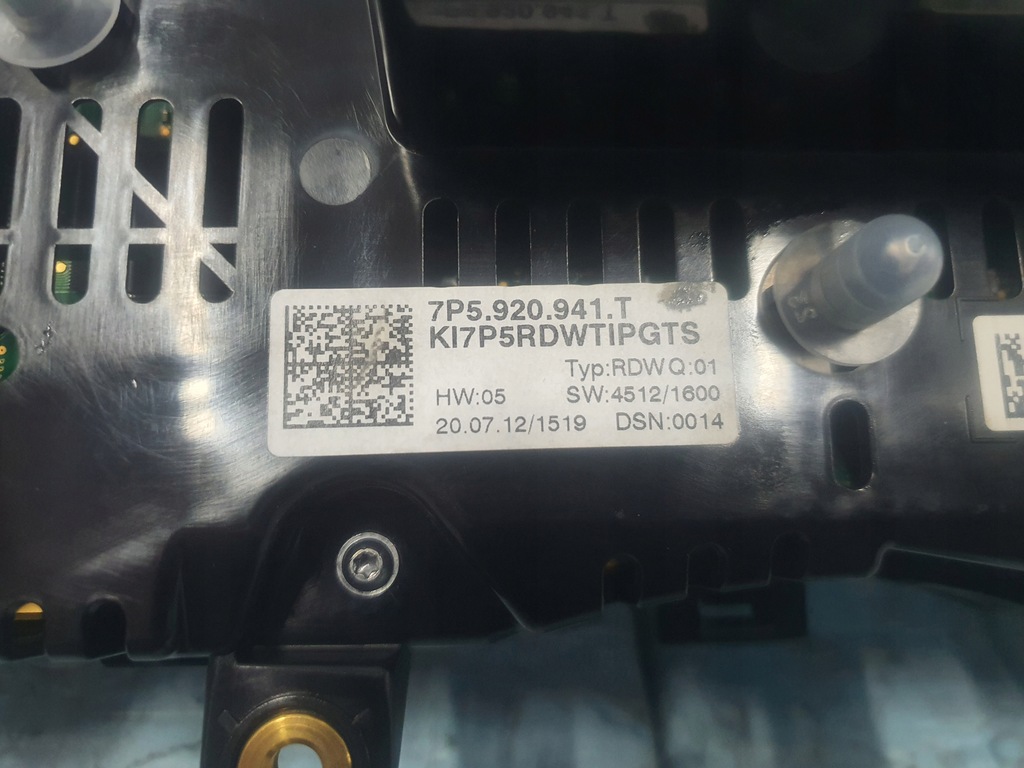 7P5.920.941.T
KI7P5RDWTIPGTS
Typ:RDW Q:01
HW:05 SW:4512/1600
20.07.12/1519 DSN:0014